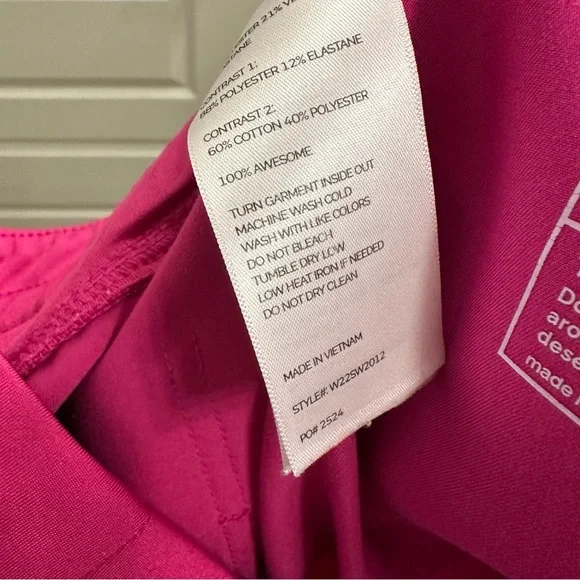 21%
CONTRAST 1:
88% POLYESTER 12% ELASTANE
CONTRAST 2:
60% COTTON 40% POLYESTER
100% AWESOME
TURN GARMENT INSIDE OUT
MACHINE WASH COLD
WASH WITH LIKE COLORS
DO NOT BLEACH
TUMBLE DRY LOW
LOW HEAT IRON IF NEEDED
DO NOT DRY CLEAN
MADE IN VIETNAM
STYLE#: W22SW2012
PO# 2524
made